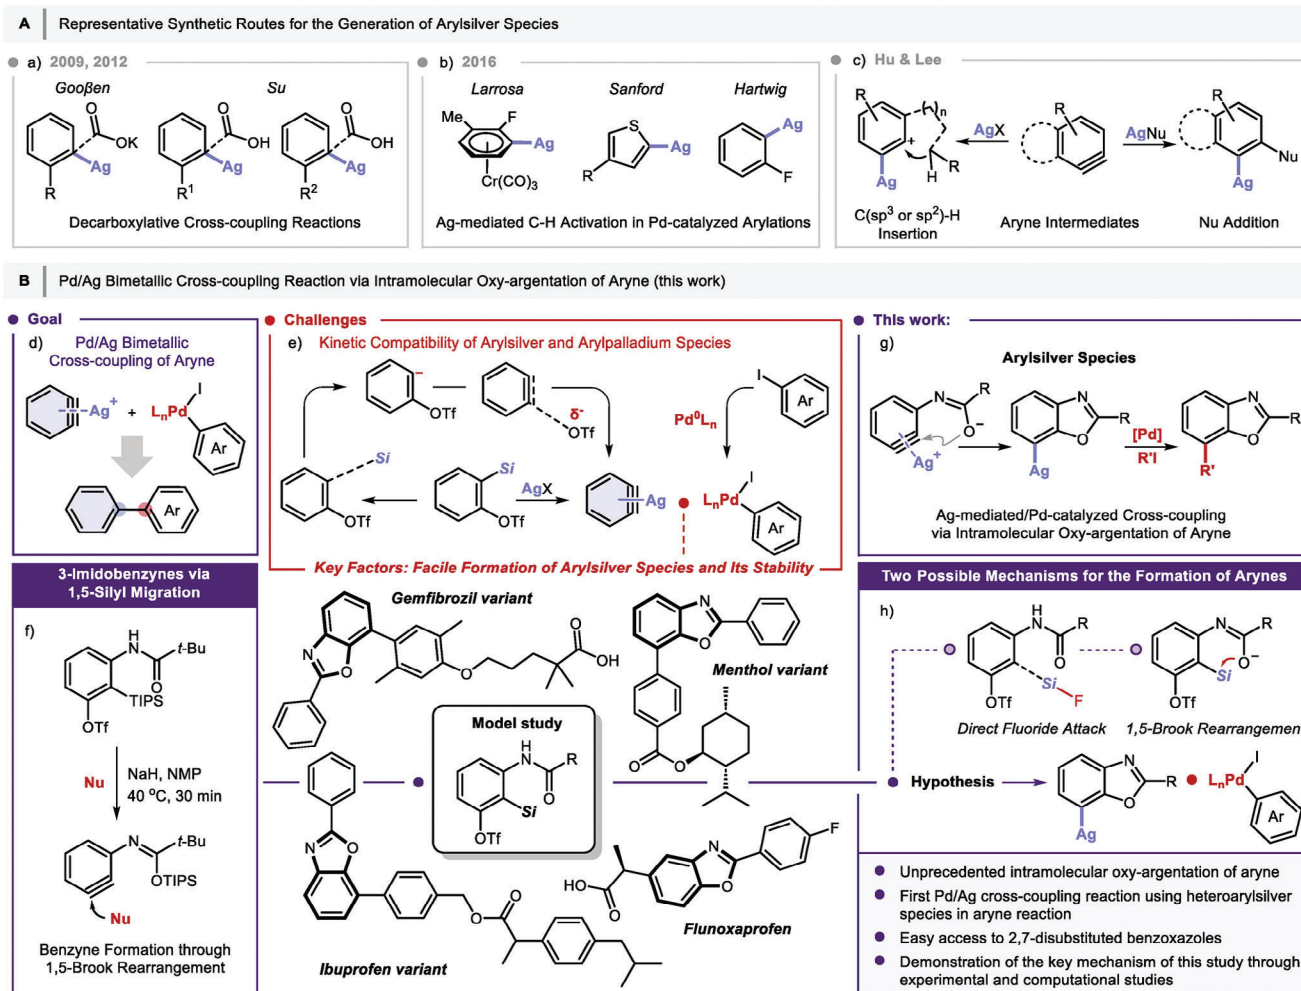 A Representative Synthetic Routes for the Generation of Arylsilver Species
a) 2009, 2012
Gooβen
Su
O
OK
Ag
R
O
OH
Ag
R1
O
OH
Ag
R2
Decarboxylative Cross-coupling Reactions
b) 2016
Larrosa
Sanford
Hartwig
Me
F
Ag
Cr(CO)3
S
Ag
R
Ag
F
Ag-mediated C-H Activation in Pd-catalyzed Arylations
c) Hu & Lee
R
( )n
+
H
R
Ag
AgX
R
AgNu
R
Nu
Ag
C(sp3 or sp2)-H
Insertion
Aryne Intermediates
Nu Addition
B Pd/Ag Bimetallic Cross-coupling Reaction via Intramolecular Oxy-argentation of Aryne (this work)
Goal
d) Pd/Ag Bimetallic
Cross-coupling of Aryne
Ag+
+
LnPd
I
Ar
Ar
Challenges
e) Kinetic Compatibility of Arylsilver and Arylpalladium Species
−
OTf
δ-
OTf
Pd0Ln
I
Ar
Si
OTf
Si
OTf
AgX
Ag
LnPd
I
Ar
Key Factors: Facile Formation of Arylsilver Species and Its Stability
This work:
g)
Arylsilver Species
N
R
O−
Ag+
N
R
O
Ag
[Pd]
R'I
N
R
O
R'
Ag-mediated/Pd-catalyzed Cross-coupling
via Intramolecular Oxy-argentation of Aryne
3-Imidobenzynes via
1,5-Silyl Migration
f)
H
N
t-Bu
O
TIPS
OTf
Nu
NaH, NMP
40 °C, 30 min
N
t-Bu
OTIPS
Nu
Benzyne Formation through
1,5-Brook Rearrangement
Gemfibrozil variant
N
O
O
O
OH
Menthol variant
N
O
O
O
Model study
H
N
R
O
Si
OTf
N
O
O
O
Ibuprofen variant
HO
O
N
O
F
Flunoxaprofen
Two Possible Mechanisms for the Formation of Arynes
h)
H
N
R
O
Si
F
OTf
N
R
O−
Si
OTf
Direct Fluoride Attack
1,5-Brook Rearrangemen
Hypothesis
N
R
O
Ag
LnPd
I
Ar
Unprecedented intramolecular oxy-argentation of aryne
First Pd/Ag cross-coupling reaction using heteroarylsilver
species in aryne reaction
Easy access to 2,7-disubstituted benzoxazoles
Demonstration of the key mechanism of this study through
experimental and computational studies